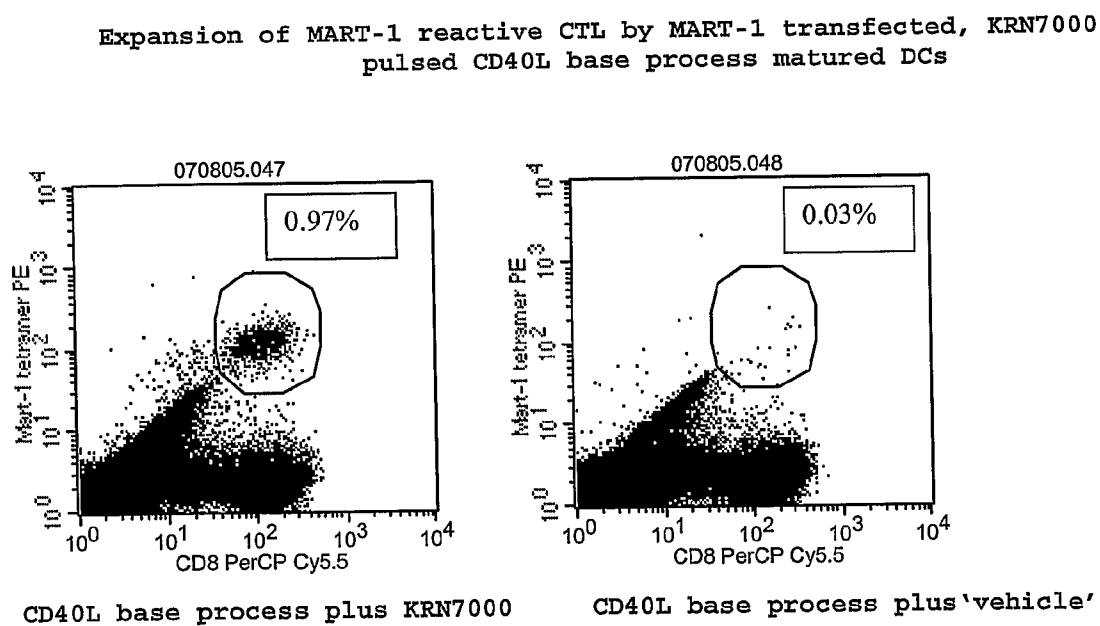 Expansion of MART-1 reactive CTL by MART-1 transfected, KRN7000
pulsed CD40L base process matured DCs
070805.047
0.97%
10^4
10^3
10^2
10^1
10^0
Mart-1 tetramer PE
10^0 10^1 10^2 10^3 10^4
CD8 PerCP Cy5.5
CD40L base process plus KRN7000
070805.048
0.03%
10^4
10^3
10^2
10^1
10^0
Mart-1 tetramer PE
10^0 10^1 10^2 10^3 10^4
CD8 PerCP Cy5.5
CD40L base process plus‘vehicle’